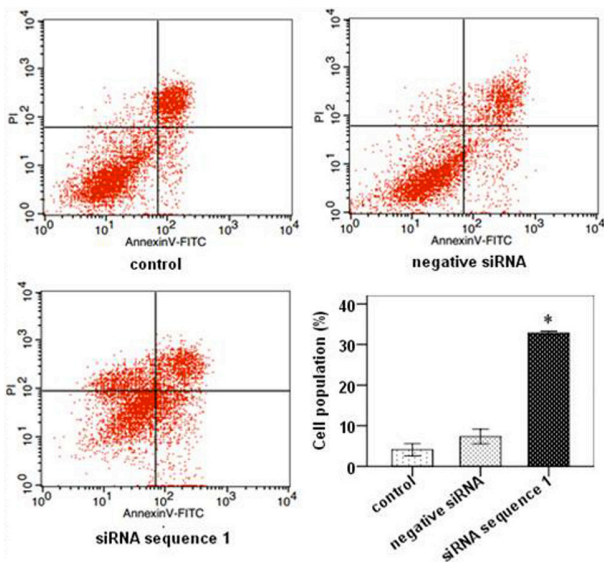 10⁴
10³
10²
10¹
10⁰
PI
10⁰ 10¹ 10² 10³ 10⁴
AnnexinV-FITC
control
10⁴
10³
10²
10¹
10⁰
PI
10⁰ 10¹ 10² 10³ 10⁴
AnnexinV-FITC
negative siRNA
10⁴
10³
10²
10¹
10⁰
PI
10⁰ 10¹ 10² 10³ 10⁴
AnnexinV-FITC
siRNA sequence 1
Cell population (%)
40
30
20
10
0
*
control
negative siRNA
siRNA sequence 1